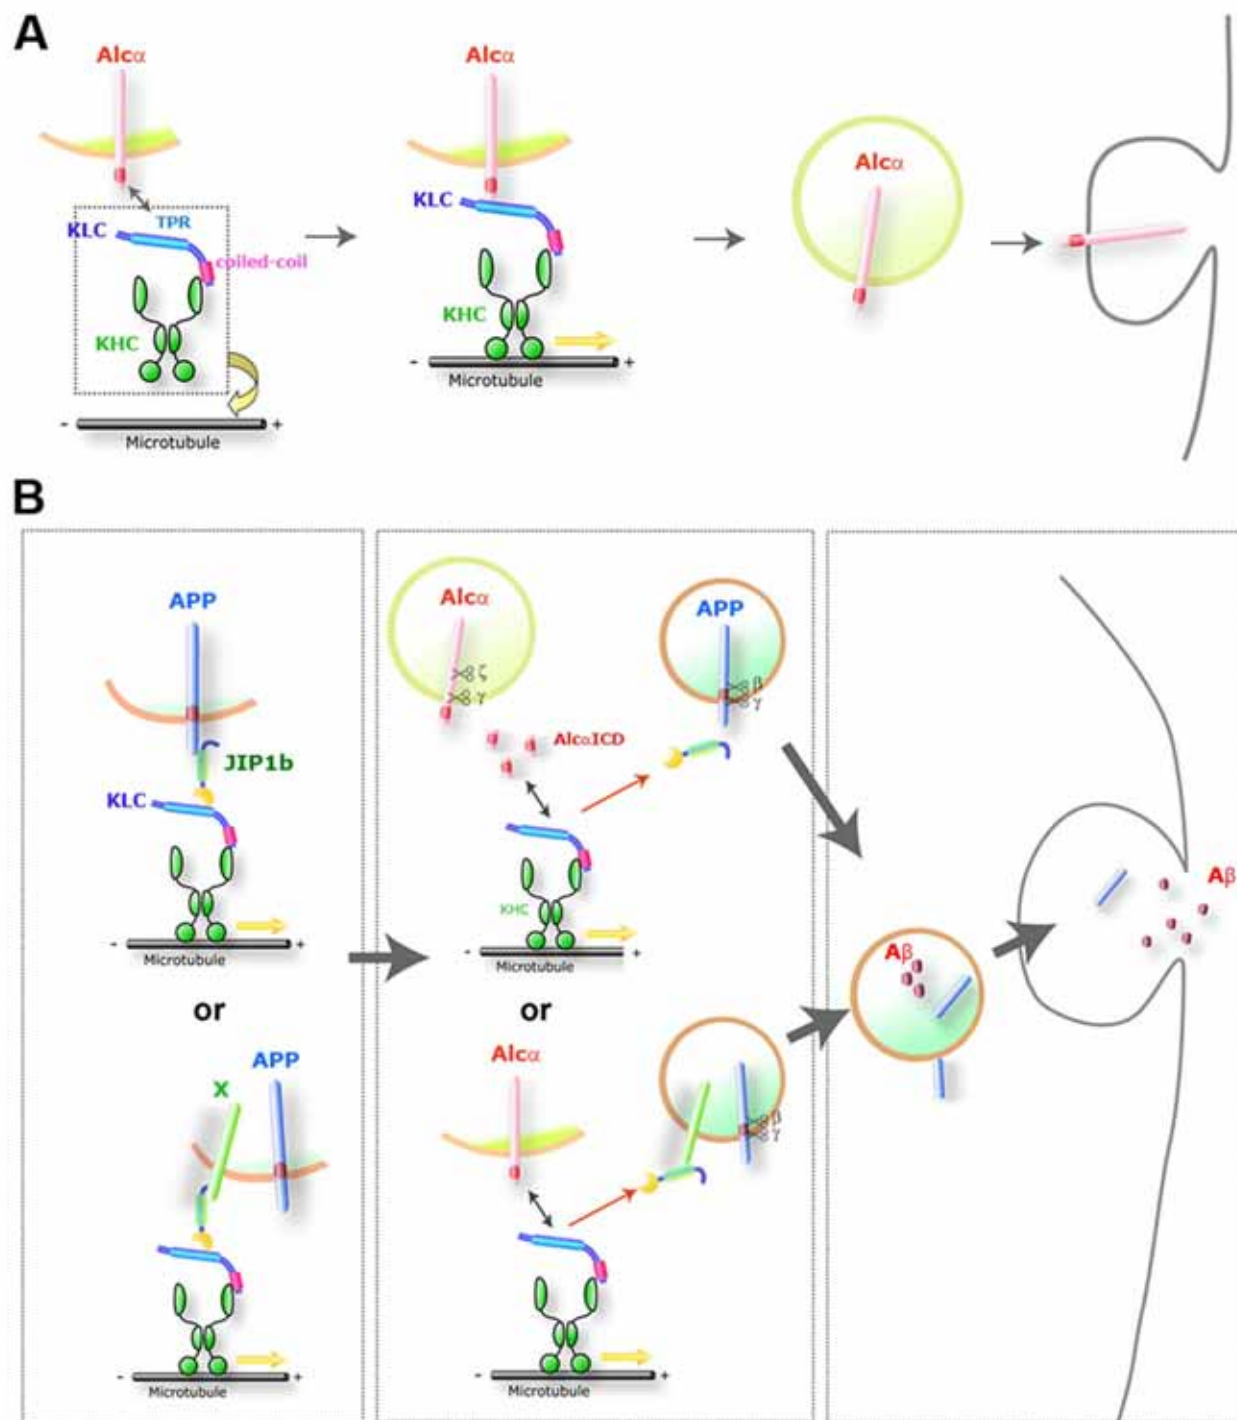 A
Alcα
Alcα
Alcα
KLC
TPR
coiled-coil
KHC
- +
Microtubule
KLC
KHC
- +
Microtubule
B
APP
JIP1b
KLC
- +
Microtubule
or
X
APP
- +
Microtubule
Alcα
ζ
γ
APP
β
γ
AlcαICD
KHC
- +
Microtubule
or
Alcα
β
γ
- +
Microtubule
Aβ
Aβ